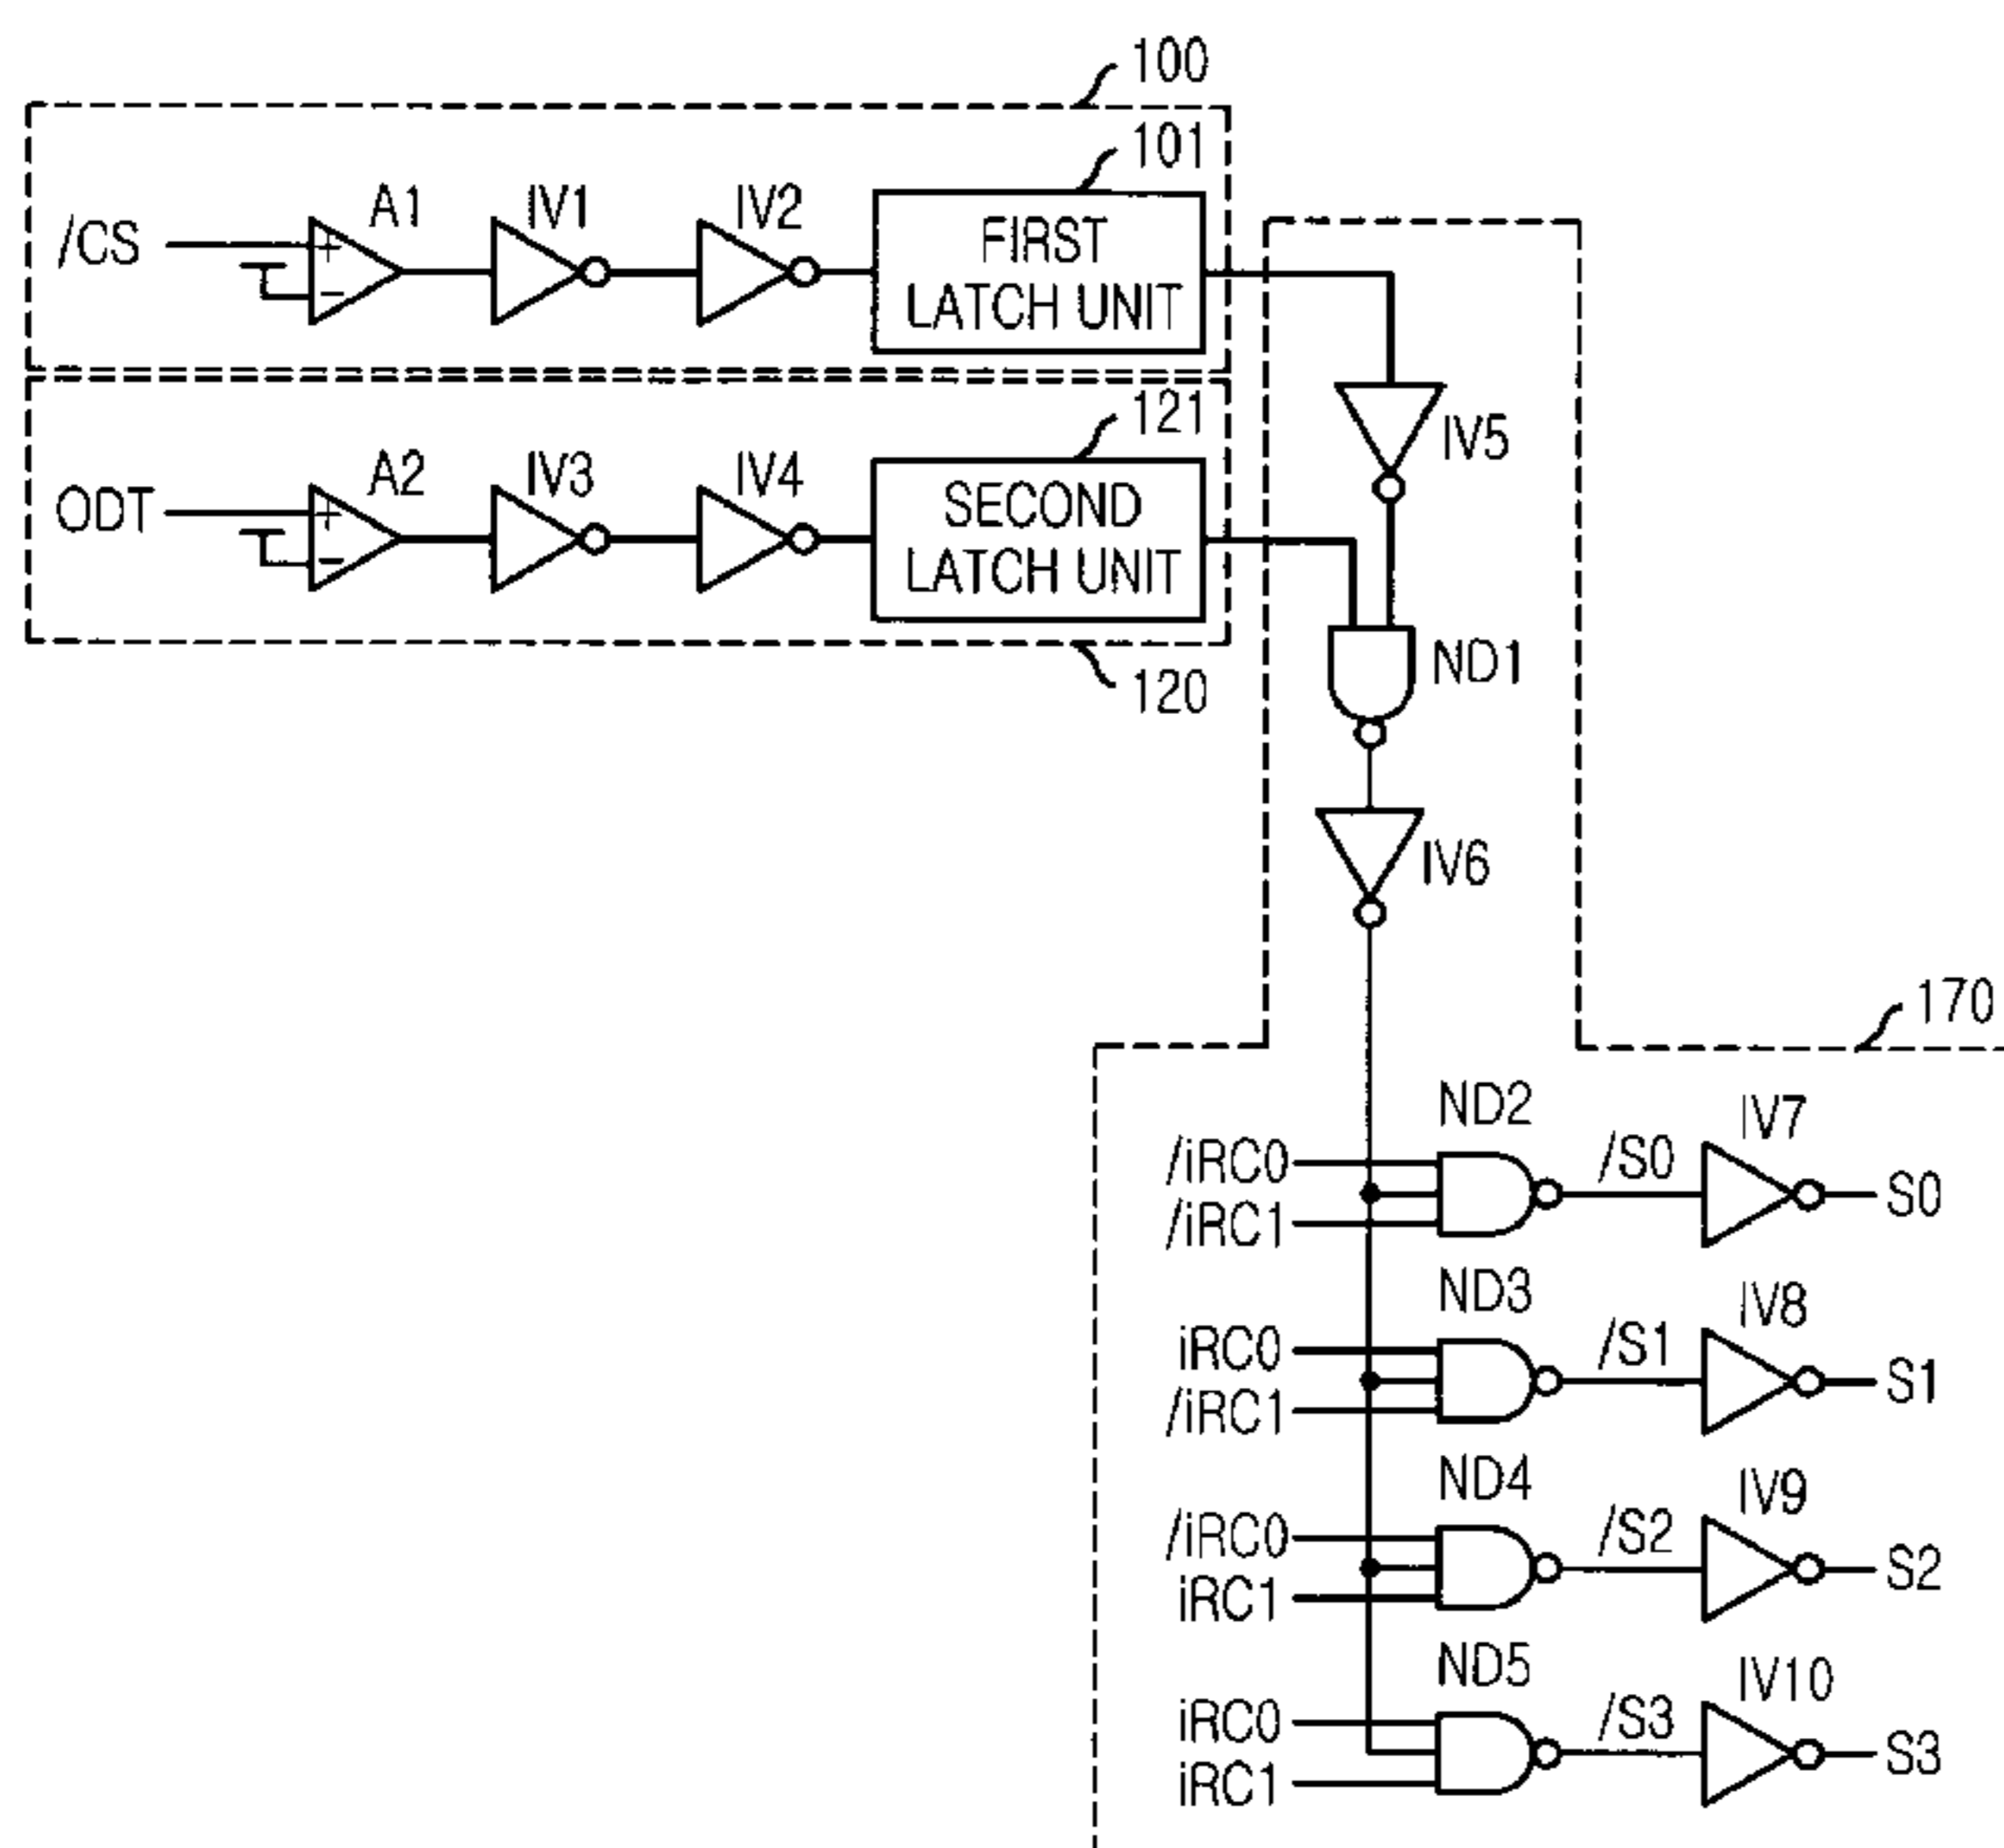 100
101
/CS
+
−
A1
IV1
IV2
FIRST
LATCH UNIT
IV5
121
ODT
+
−
A2
IV3
IV4
SECOND
LATCH UNIT
ND1
120
IV6
170
ND2
/iRC0
/iRC1
/S0
IV7
S0
ND3
iRC0
/iRC1
/S1
IV8
S1
ND4
/iRC0
iRC1
/S2
IV9
S2
ND5
iRC0
iRC1
/S3
IV10
S3